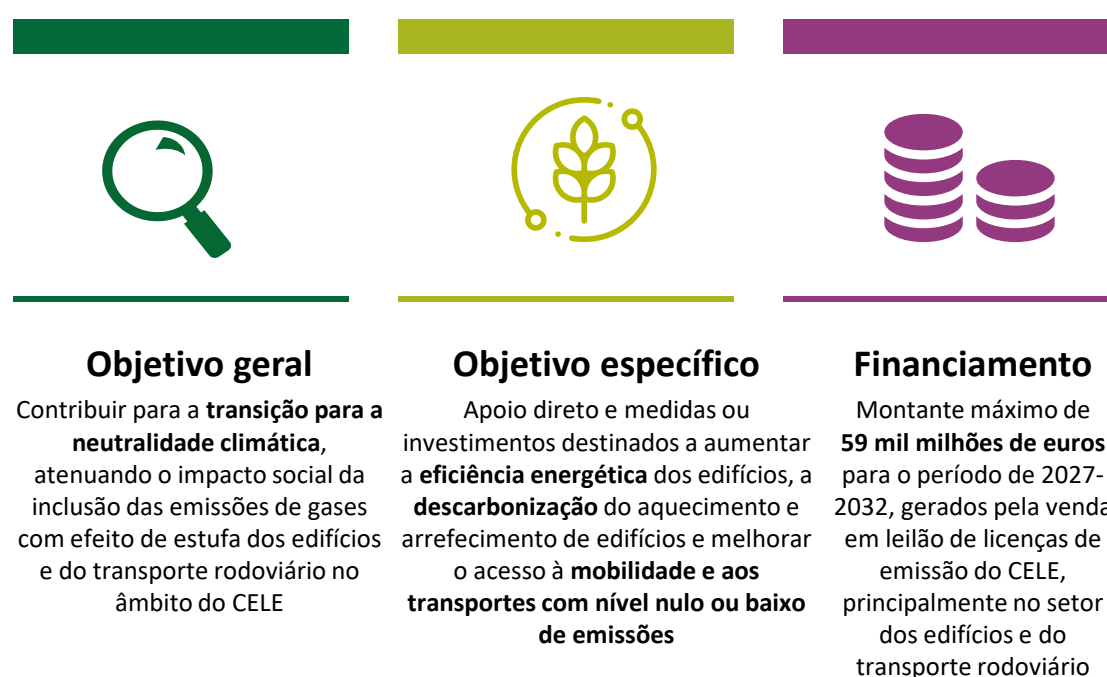 Objetivo geral
Contribuir para a transição para a
neutralidade climática,
atenuando o impacto social da
inclusão das emissões de gases
com efeito de estufa dos edifícios
e do transporte rodoviário no
âmbito do CELE
Objetivo específico
Apoio direto e medidas ou
investimentos destinados a aumentar
a eficiência energética dos edifícios, a
descarbonização do aquecimento e
arrefecimento de edifícios e melhorar
o acesso à mobilidade e aos
transportes com nível nulo ou baixo
de emissões
Financiamento
Montante máximo de
59 mil milhões de euros
para o período de 2027-
2032, gerados pela venda
em leilão de licenças de
emissão do CELE,
principalmente no setor
dos edifícios e do
transporte rodoviário